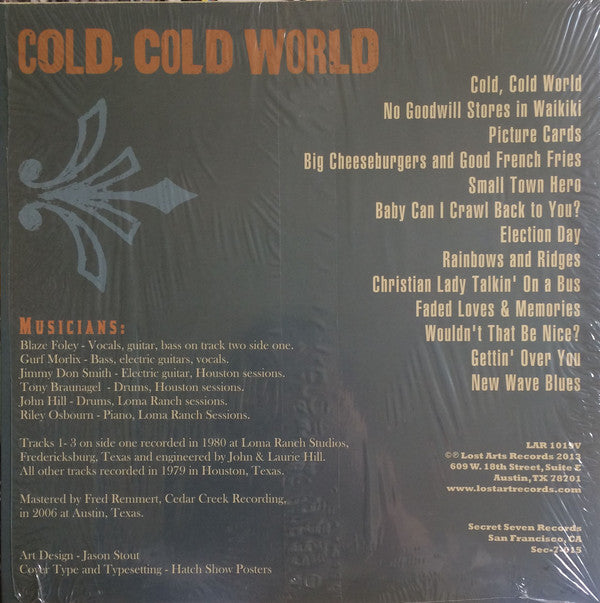 COLD, COLD WORLD
Cold, Cold World
No Goodwill Stores in Waikiki
Picture Cards
Big Cheeseburgers and Good French Fries
Small Town Hero
Baby Can I Crawl Back to You?
Election Day
Rainbows and Ridges
Christian Lady Talkin' On a Bus
Faded Loves & Memories
Wouldn't That Be Nice?
Gettin' Over You
New Wave Blues
MUSICIANS:
Blaze Foley - Vocals, guitar, bass on track two side one.
Gurf Morlix - Bass, electric guitars, vocals.
Jimmy Don Smith - Electric guitar, Houston sessions.
Tony Braunagel - Drums, Houston sessions.
John Hill - Drums, Loma Ranch sessions.
Riley Osbourn - Piano, Loma Ranch Sessions.
Tracks 1- 3 on side one recorded in 1980 at Loma Ranch Studios,
Fredericksburg, Texas and engineered by John & Laurie Hill.
All other tracks recorded in 1979 in Houston, Texas.
Mastered by Fred Remmert, Cedar Creek Recording,
in 2006 at Austin, Texas.
Art Design - Jason Stout
Cover Type and Typesetting - Hatch Show Posters
LAR 1019V
©℗ Lost Arts Records 2013
609 W. 18th Street, Suite
Austin, TX 78201
www.lostartrecords.com
Secret Seven Records
San Francisco, CA
Sec-7-015